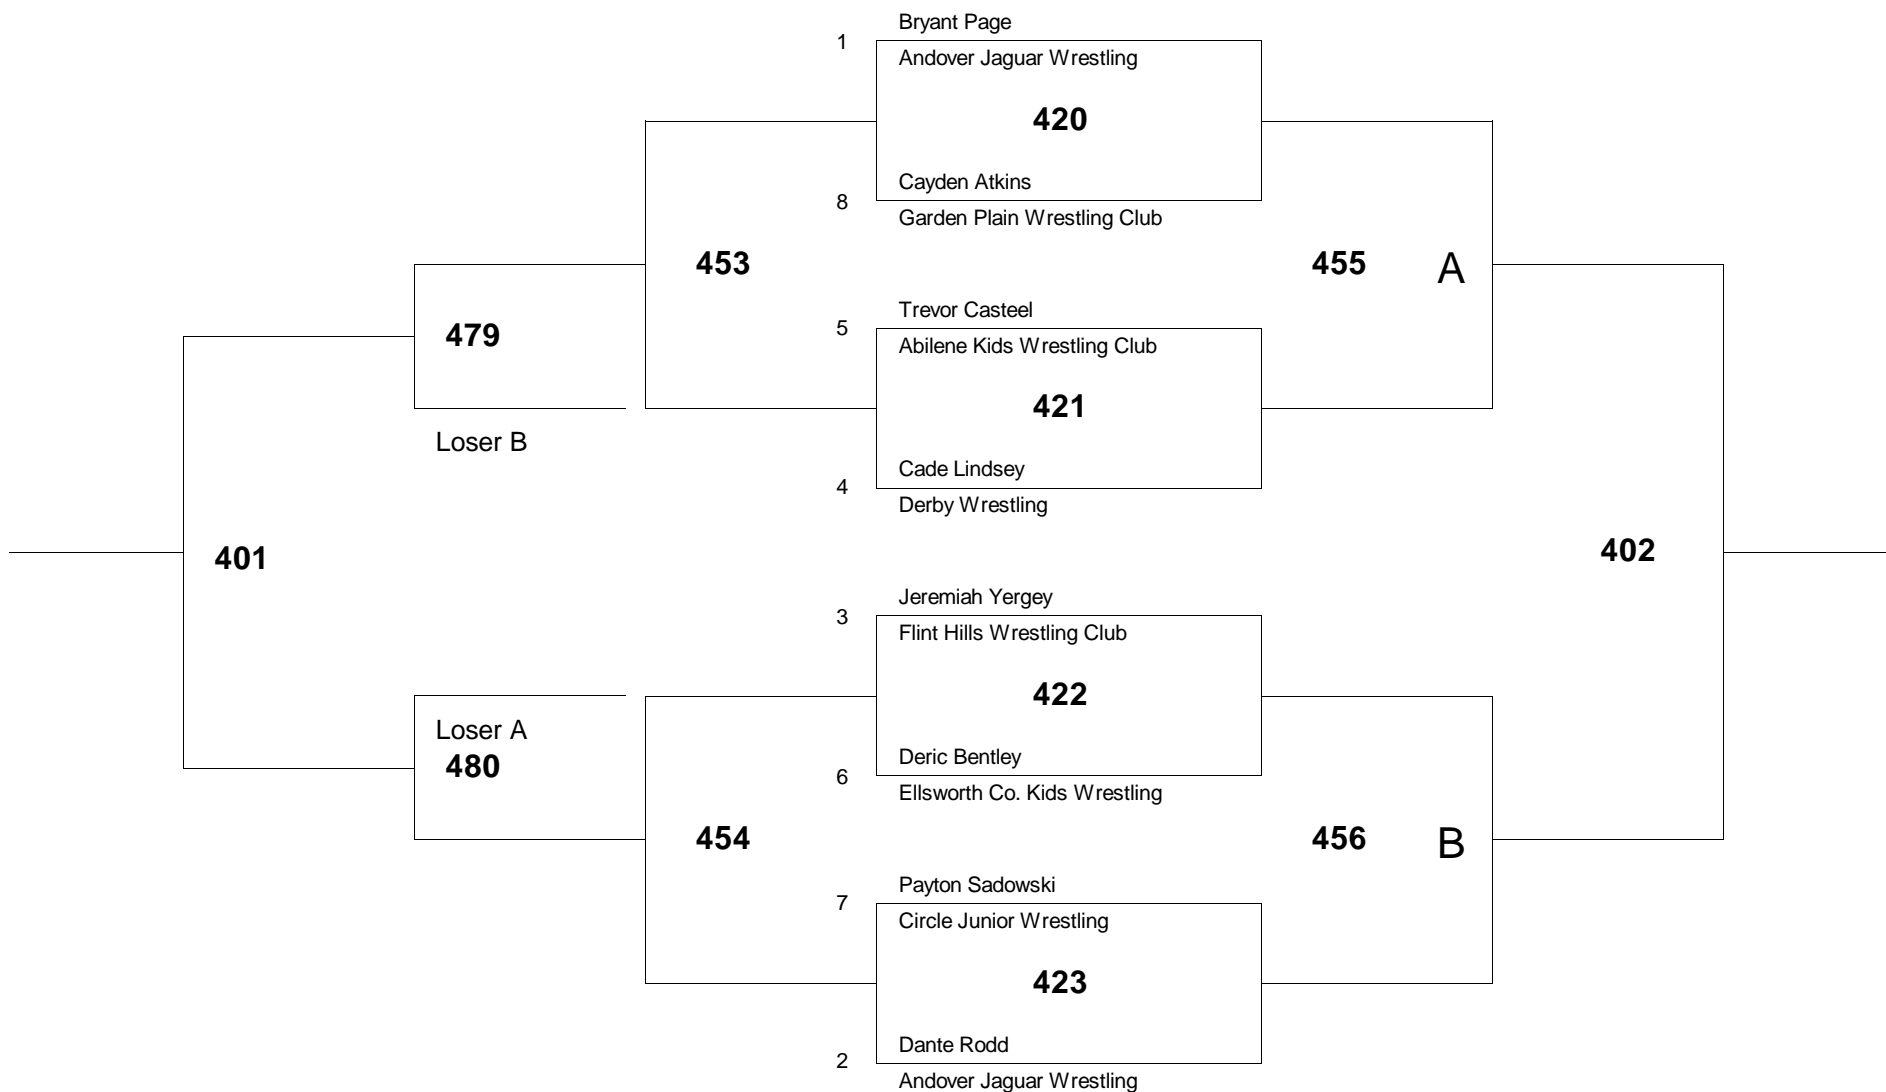 Bryant Page
1
Andover Jaguar Wrestling
420
Cayden Atkins
8
Garden Plain Wrestling Club
453
455
A
Trevor Casteel
5
479
Abilene Kids Wrestling Club
421
Loser B
Cade Lindsey
4
Derby Wrestling
401
402
Jeremiah Yergey
3
Flint Hills Wrestling Club
422
Loser A
Deric Bentley
480
6
Ellsworth Co. Kids Wrestling
454
456
B
Payton Sadowski
7
Circle Junior Wrestling
423
Dante Rodd
2
Andover Jaguar Wrestling